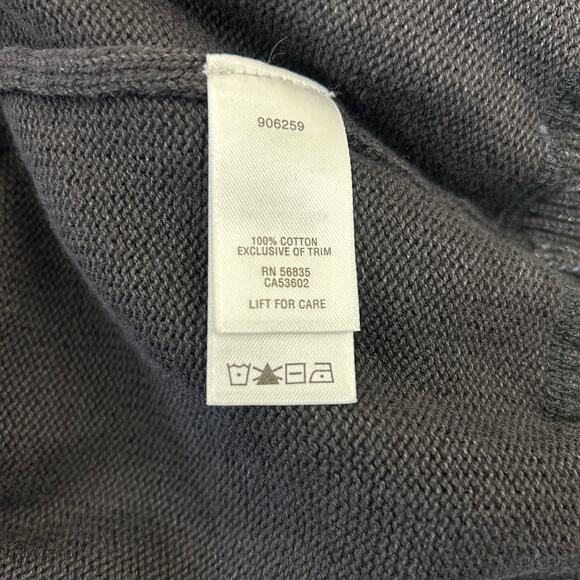 906259
100% COTTON
EXCLUSIVE OF TRIM
RN 56835
CA53602
LIFT FOR CARE